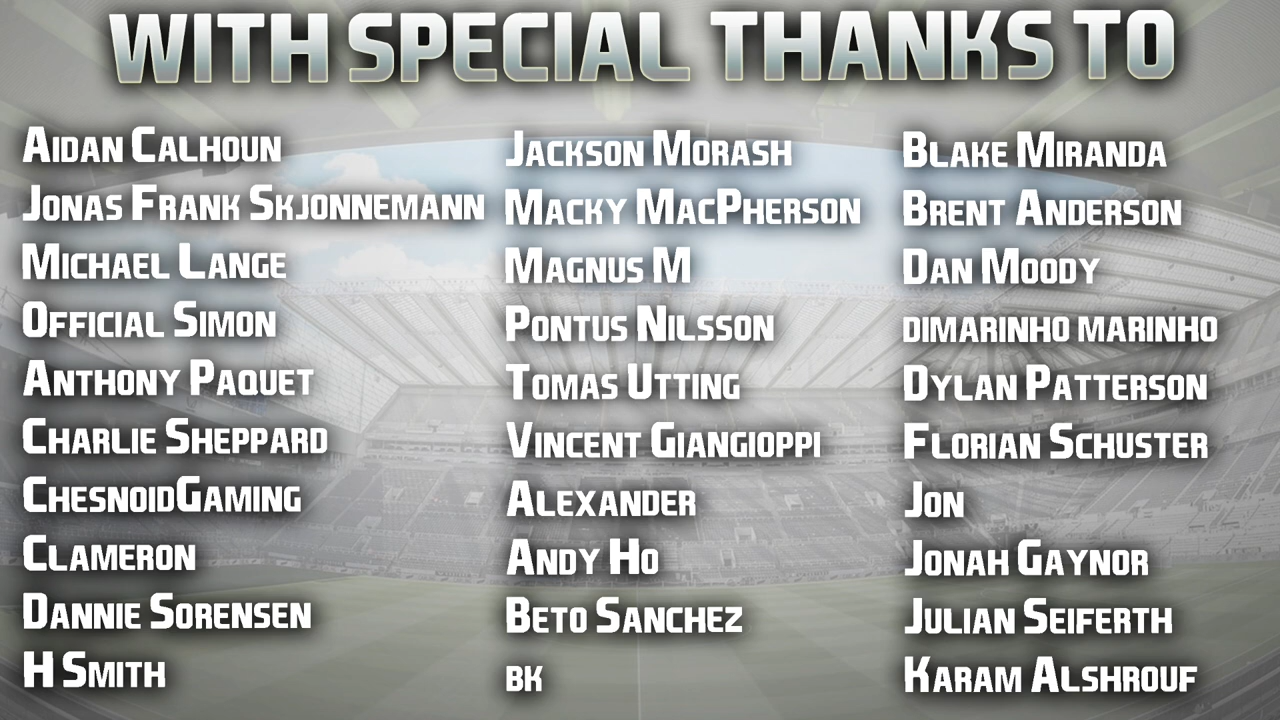 WITH SPECIAL THANKS TO
Aidan Calhoun
Jonas Frank Skjonnemann
Michael Lange
Official Simon
Anthony Paquet
Charlie Sheppard
ChesnoidGaming
Clameron
Dannie Sorensen
H Smith
Jackson Morash
Macky MacPherson
Magnus M
Pontus Nilsson
Tomas Utting
Vincent Giangioppi
Alexander
Andy Ho
Beto Sanchez
bk
Blake Miranda
Brent Anderson
Dan Moody
dimarinho marinho
Dylan Patterson
Florian Schuster
Jon
Jonah Gaynor
Julian Seiferth
Karam Alshrouf